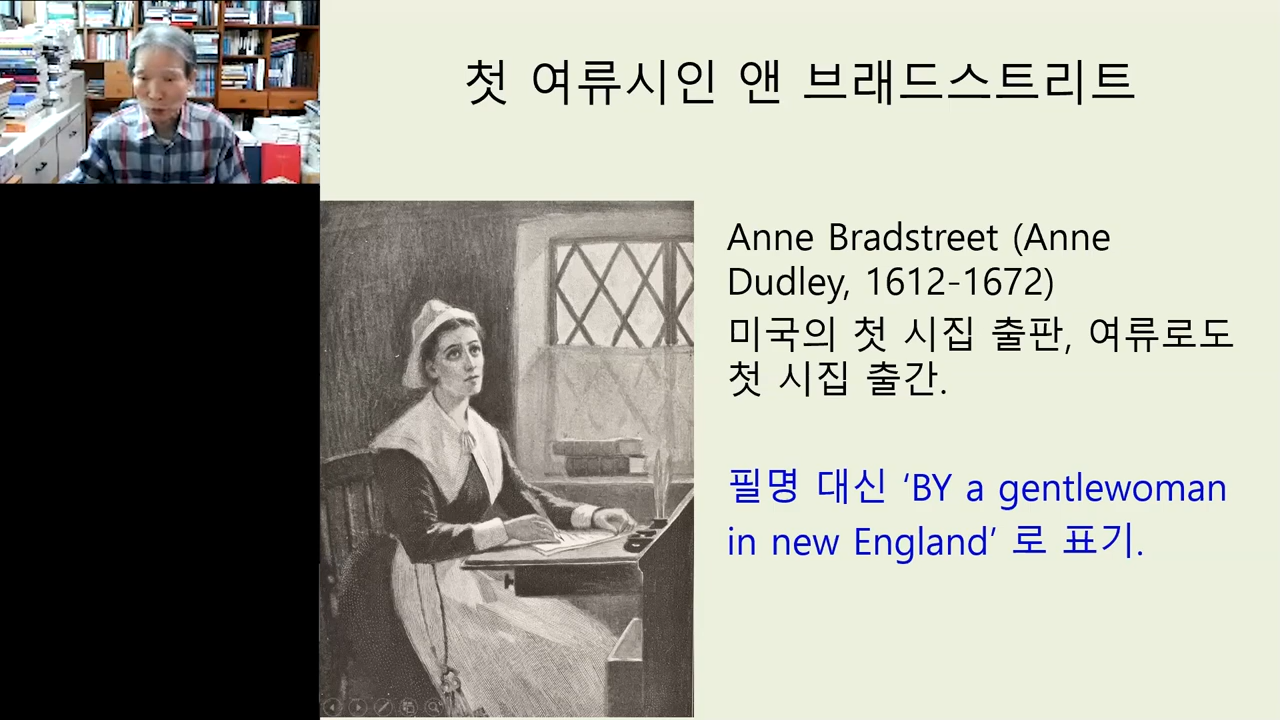 첫 여류시인 앤 브래드스트리트
Anne Bradstreet (Anne
Dudley, 1612-1672)
미국의 첫 시집 출판, 여류로도
첫 시집 출간.
필명 대신 ‘BY a gentlewoman
in new England’ 로 표기.